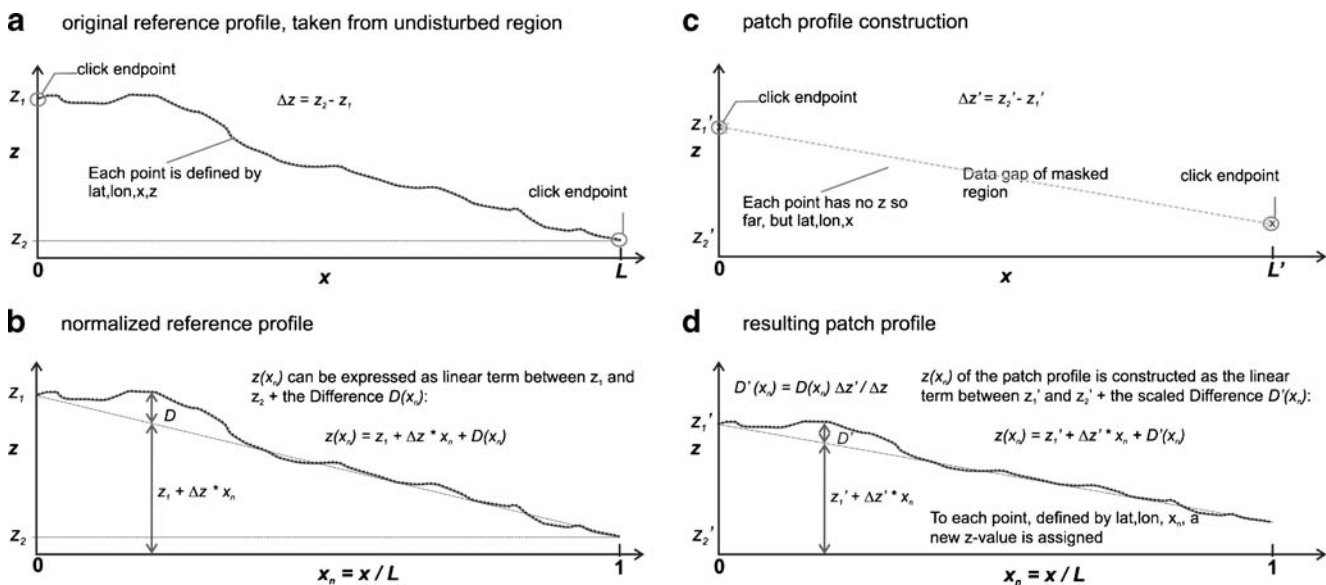 a original reference profile, taken from undisturbed region
click endpoint
z₁
Δz = z₂ - z₁
z
Each point is defined by
lat,lon,x,z
click endpoint
z₂
0
x
L
b normalized reference profile
z(xₙ) can be expressed as linear term between z₁ and
z₂ + the Difference D(xₙ):
z₁
D
z(xₙ) = z₁ + Δz * xₙ + D(xₙ)
z
z₁ + Δz * xₙ
z₂
0
xₙ = x / L
1
c patch profile construction
click endpoint
Δz' = z₂' - z₁'
z₁'
z
Data gap of masked
region
click endpoint
Each point has no z so
far, but lat,lon,x
z₂'
0
x
L'
d resulting patch profile
D'(xₙ) = D(xₙ) Δz' / Δz
z(xₙ) of the patch profile is constructed as the linear
term between z₁' and z₂' + the scaled Difference D'(xₙ):
z₁'
D'
z(xₙ) = z₁' + Δz' * xₙ + D'(xₙ)
z
z₁' + Δz' * xₙ
To each point, defined by lat,lon, xₙ, a
new z-value is assigned
z₂'
0
xₙ = x / L
1